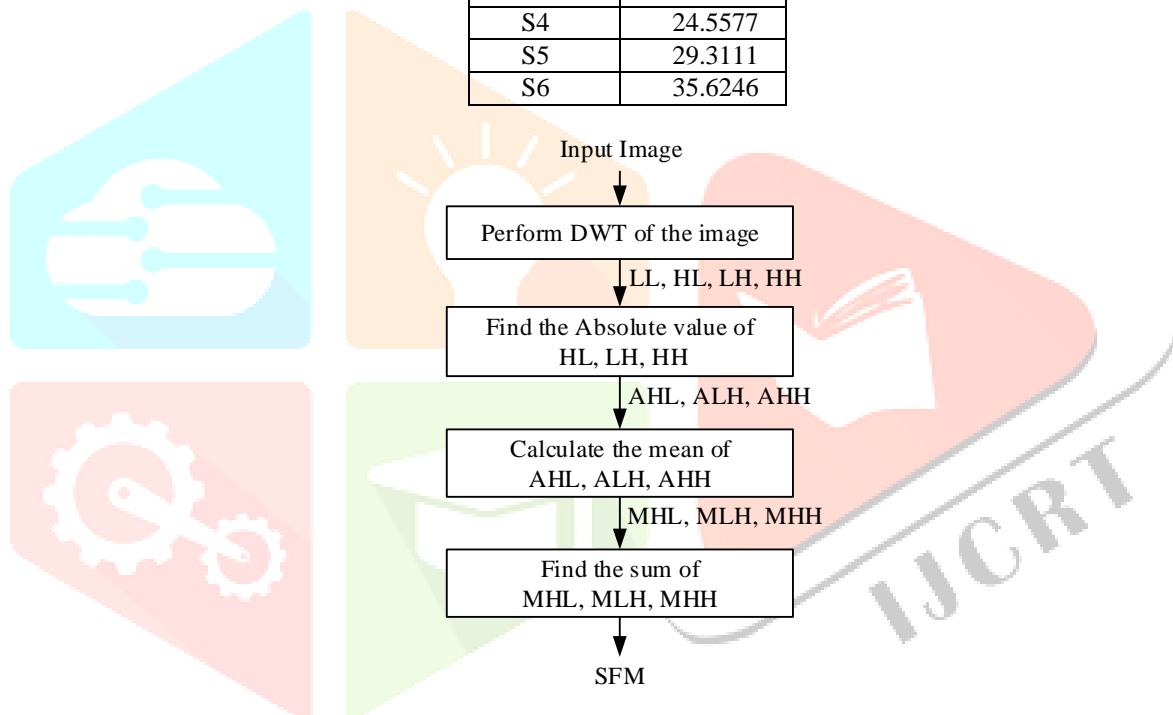 S4 24.5577
S5 29.3111
S6 35.6246
Input Image
Perform DWT of the image
LL, HL, LH, HH
Find the Absolute value of
HL, LH, HH
AHL, ALH, AHH
Calculate the mean of
AHL, ALH, AHH
MHL, MLH, MHH
Find the sum of
MHL, MLH, MHH
SFM
IJCRT